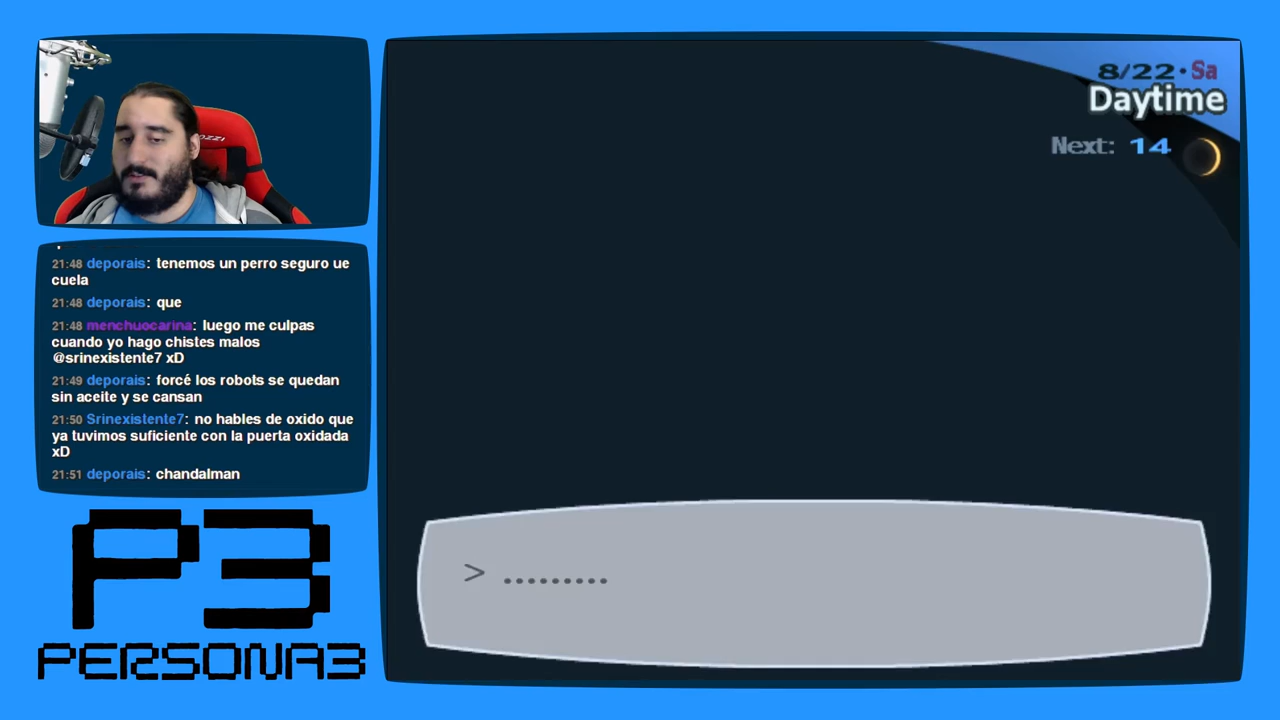 8/22・Sa
Daytime
Next: 14
21:48 deporais: tenemos un perro seguro ue
cuela
21:48 deporais: que
21:48 menchuocarina: luego me culpas
cuando yo hago chistes malos
@srinexistente7 xD
21:49 deporais: forcé los robots se quedan
sin aceite y se cansan
21:50 Srinexistente7: no hables de oxido que
ya tuvimos suficiente con la puerta oxidada
xD
21:51 deporais: chandalman
> .........
P3
PERSONA3